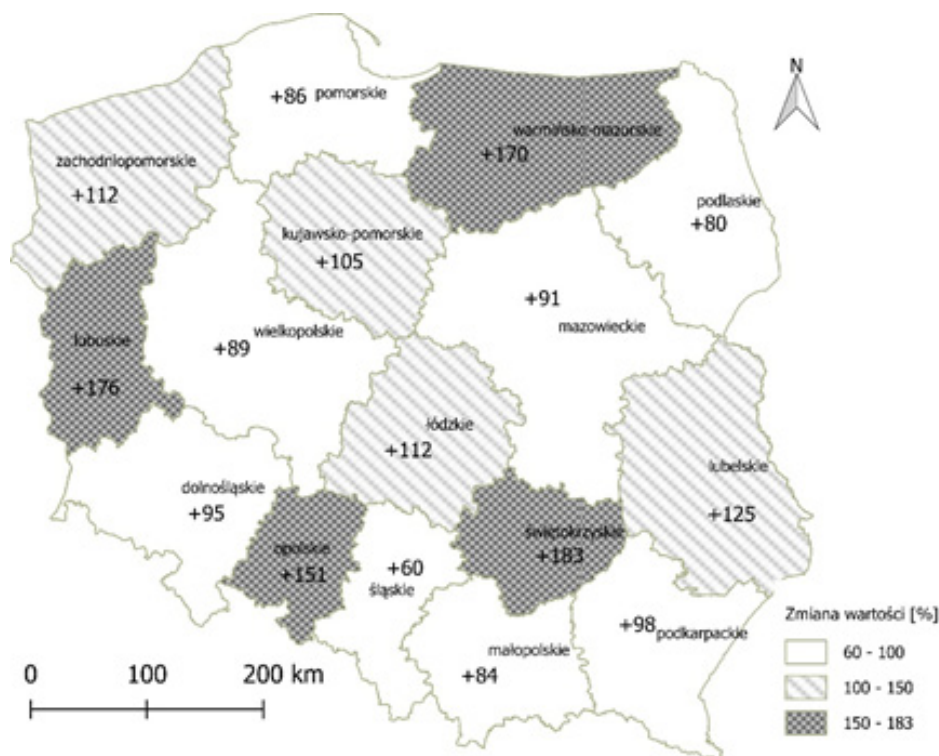 N
+86 pomorskie
warmińsko-mazurskie
+170
zachodniopomorskie
+112
podlaskie
+80
kujawsko-pomorskie
+105
+91
mazowieckie
wielkopolskie
+89
lubuskie
+176
łódzkie
+112
lubelskie
+125
dolnośląskie
+95
opolskie
+151
świętokrzyskie
+183
+60
śląskie
+98 podkarpackie
małopolskie
+84
Zmiana wartości [%]
60 - 100
100 - 150
150 - 183
0 100 200 km